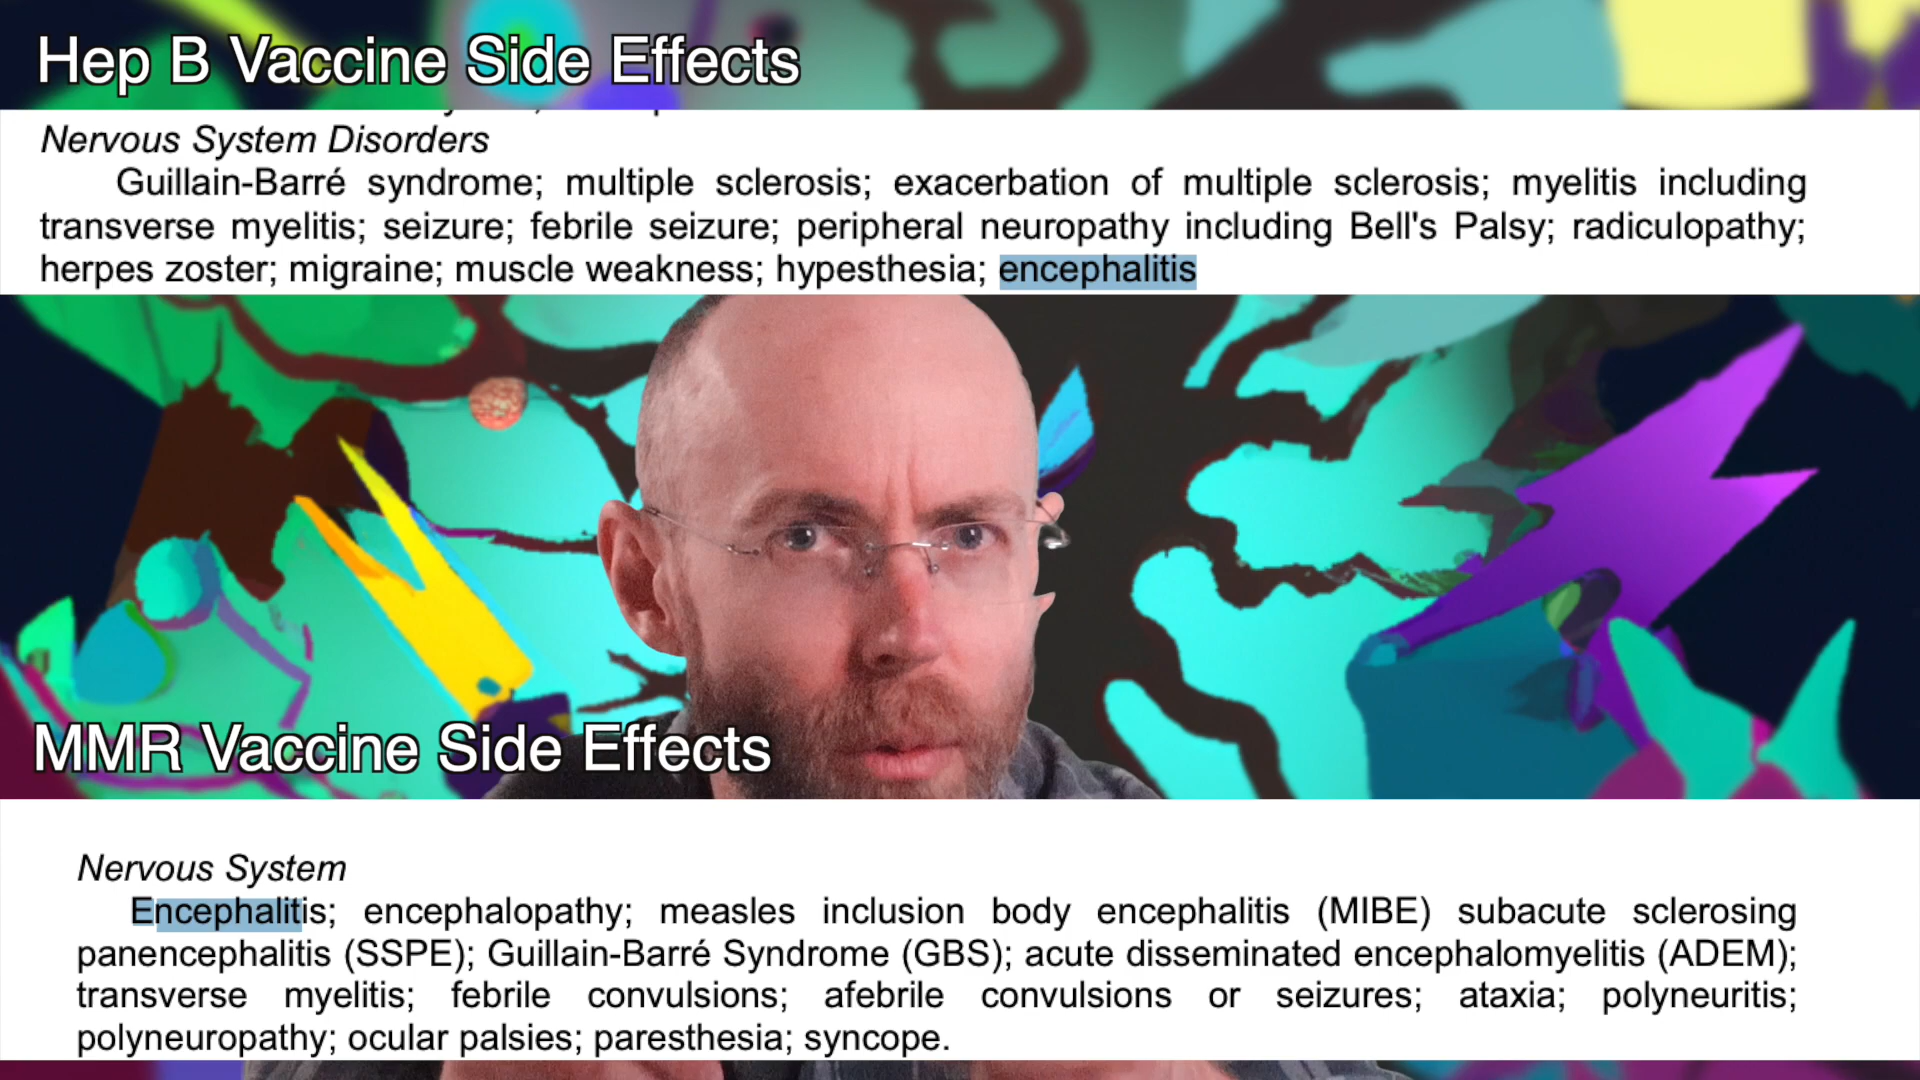 Hep B Vaccine Side Effects
Nervous System Disorders
Guillain-Barré syndrome; multiple sclerosis; exacerbation of multiple sclerosis; myelitis including
transverse myelitis; seizure; febrile seizure; peripheral neuropathy including Bell's Palsy; radiculopathy;
herpes zoster; migraine; muscle weakness; hypesthesia; encephalitis
MMR Vaccine Side Effects
Nervous System
Encephalitis; encephalopathy; measles inclusion body encephalitis (MIBE) subacute sclerosing
panencephalitis (SSPE); Guillain-Barré Syndrome (GBS); acute disseminated encephalomyelitis (ADEM);
transverse myelitis; febrile convulsions; afebrile convulsions or seizures; ataxia; polyneuritis;
polyneuropathy; ocular palsies; paresthesia; syncope.